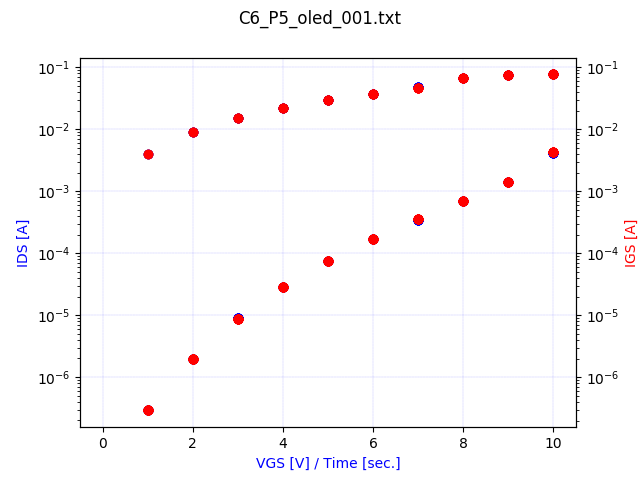 C6_P5_oled_001.txt
10⁻¹ 10⁻¹
10⁻² 10⁻²
10⁻³ 10⁻³
IDS [A] IGS [A]
10⁻⁴ 10⁻⁴
10⁻⁵ 10⁻⁵
10⁻⁶ 10⁻⁶
0 2 4 6 8 10
VGS [V] / Time [sec.]